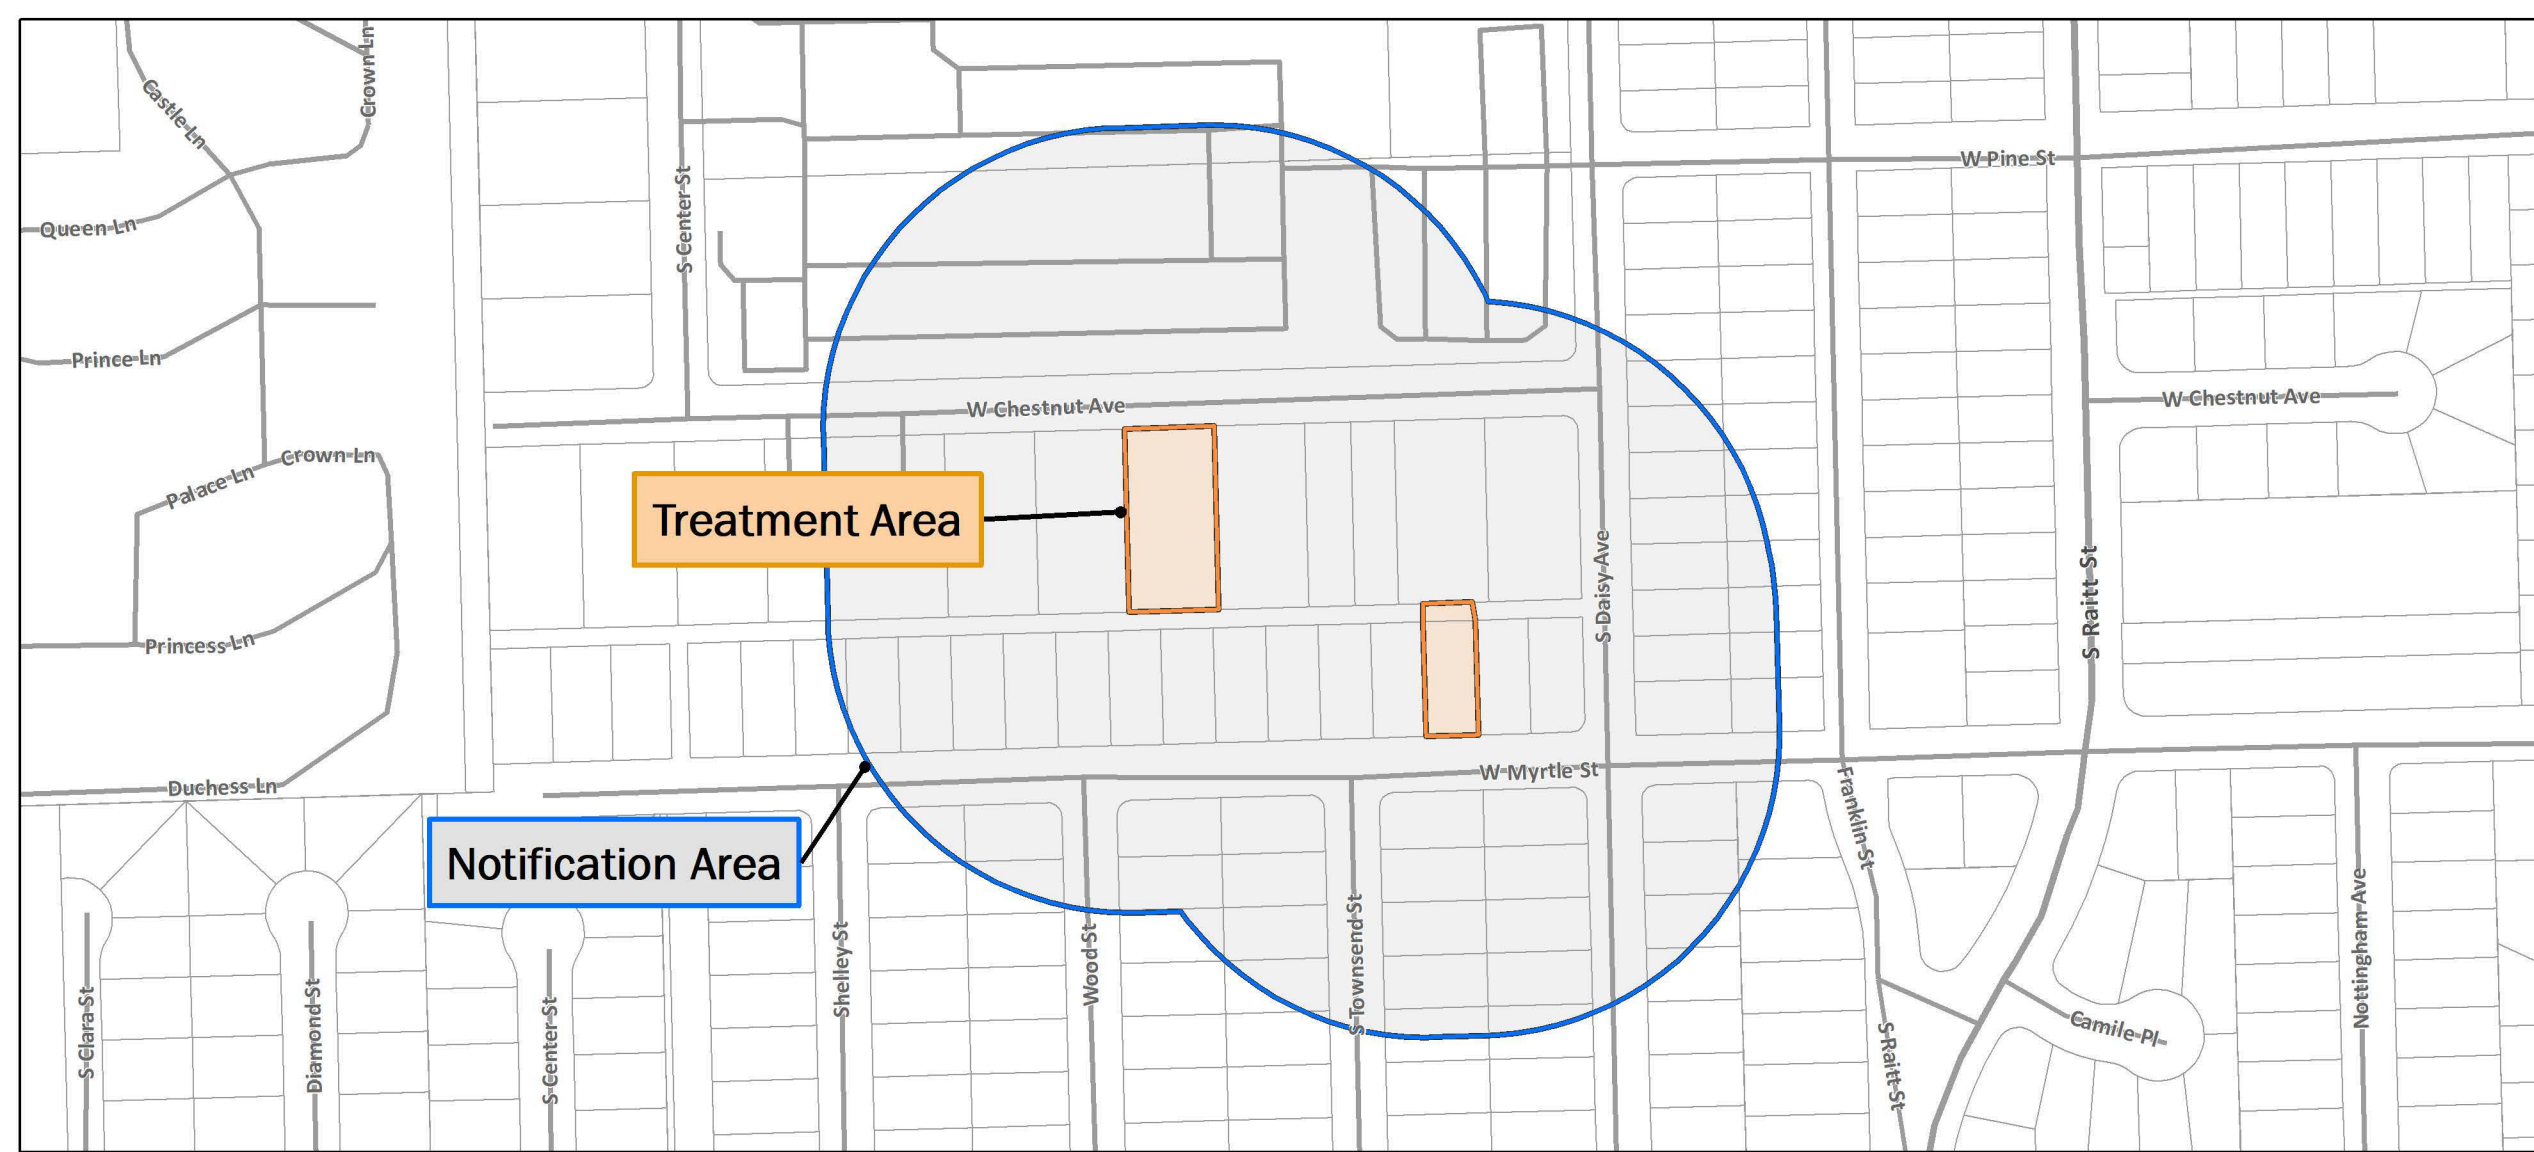 Crown Ln
Castle Ln
W Pine St
S Center St
Queen Ln
Prince Ln
W Chestnut Ave
W Chestnut Ave
Crown Ln
Palace Ln
Treatment Area
S Daisy Ave
S Raitt St
Princess Ln
W Myrtle St
Duchess Ln
Franklin St
Notification Area
S Clara St
Diamond St
S Center St
Shelley St
Wood St
S Townsend St
S Raitt St
Camile Pl
Nottingham Ave